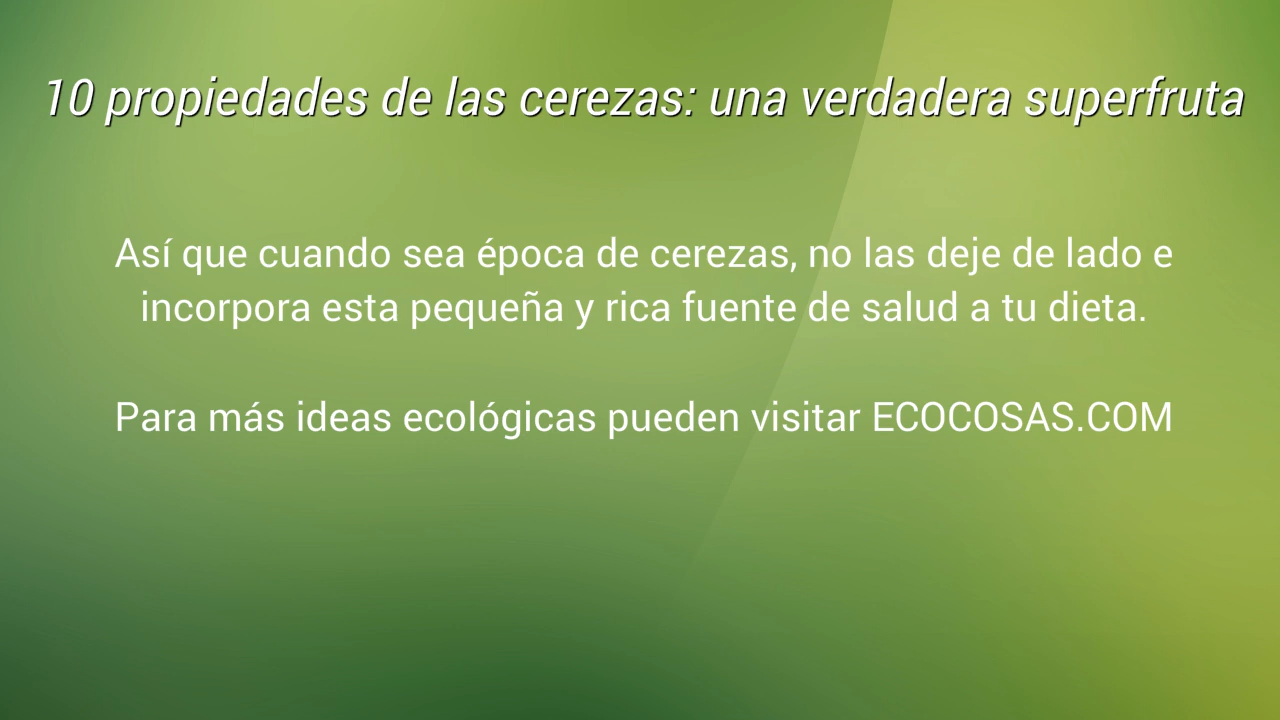 10 propiedades de las cerezas: una verdadera superfruta
Así que cuando sea época de cerezas, no las deje de lado e
incorpora esta pequeña y rica fuente de salud a tu dieta.
Para más ideas ecológicas pueden visitar ECOCOSAS.COM